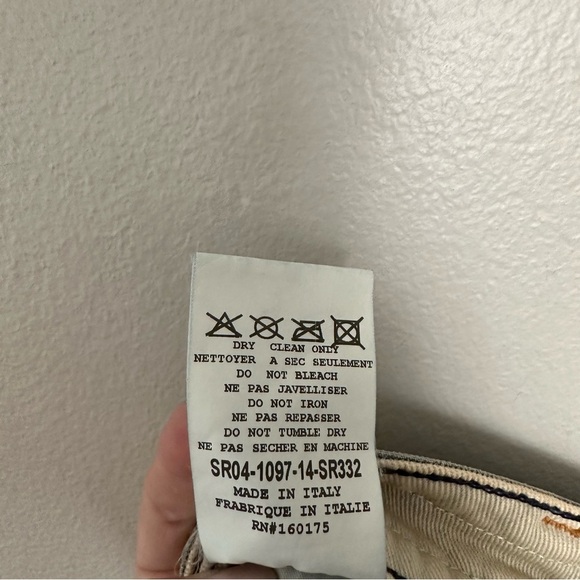 DRY CLEAN ONLY
NETTOYER A SEC SEULEMENT
DO NOT BLEACH
NE PAS JAVELLISER
DO NOT IRON
NE PAS REPASSER
DO NOT TUMBLE DRY
NE PAS SECHER EN MACHINE
SR04-1097-14-SR332
MADE IN ITALY
FRABRIQUE IN ITALIE
RN#160175